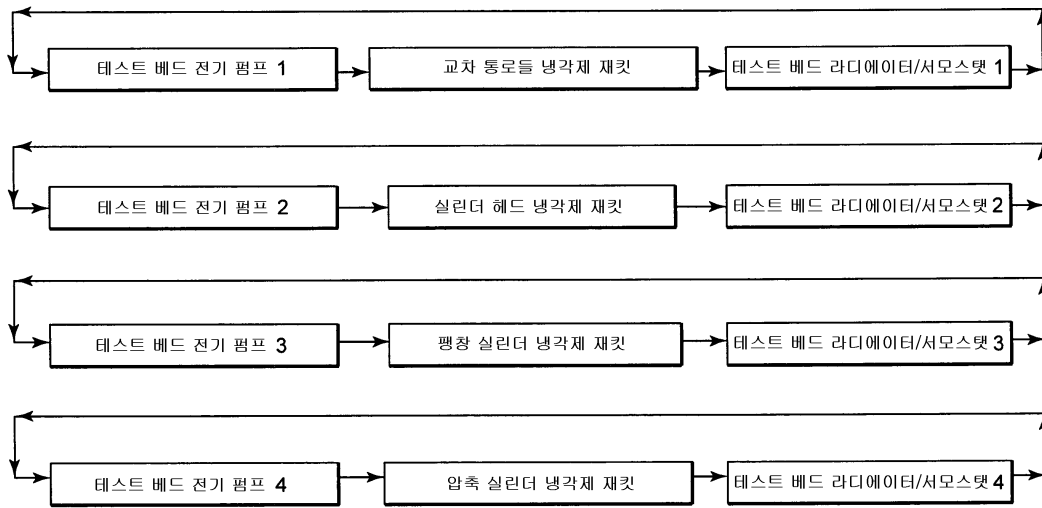 테스트 베드 전기 펌프 1
교차 통로들 냉각제 재킷
테스트 베드 라디에이터/서모스탯 1
테스트 베드 전기 펌프 2
실린더 헤드 냉각제 재킷
테스트 베드 라디에이터/서모스탯 2
테스트 베드 전기 펌프 3
팽창 실린더 냉각제 재킷
테스트 베드 라디에이터/서모스탯 3
테스트 베드 전기 펌프 4
압축 실린더 냉각제 재킷
테스트 베드 라디에이터/서모스탯 4